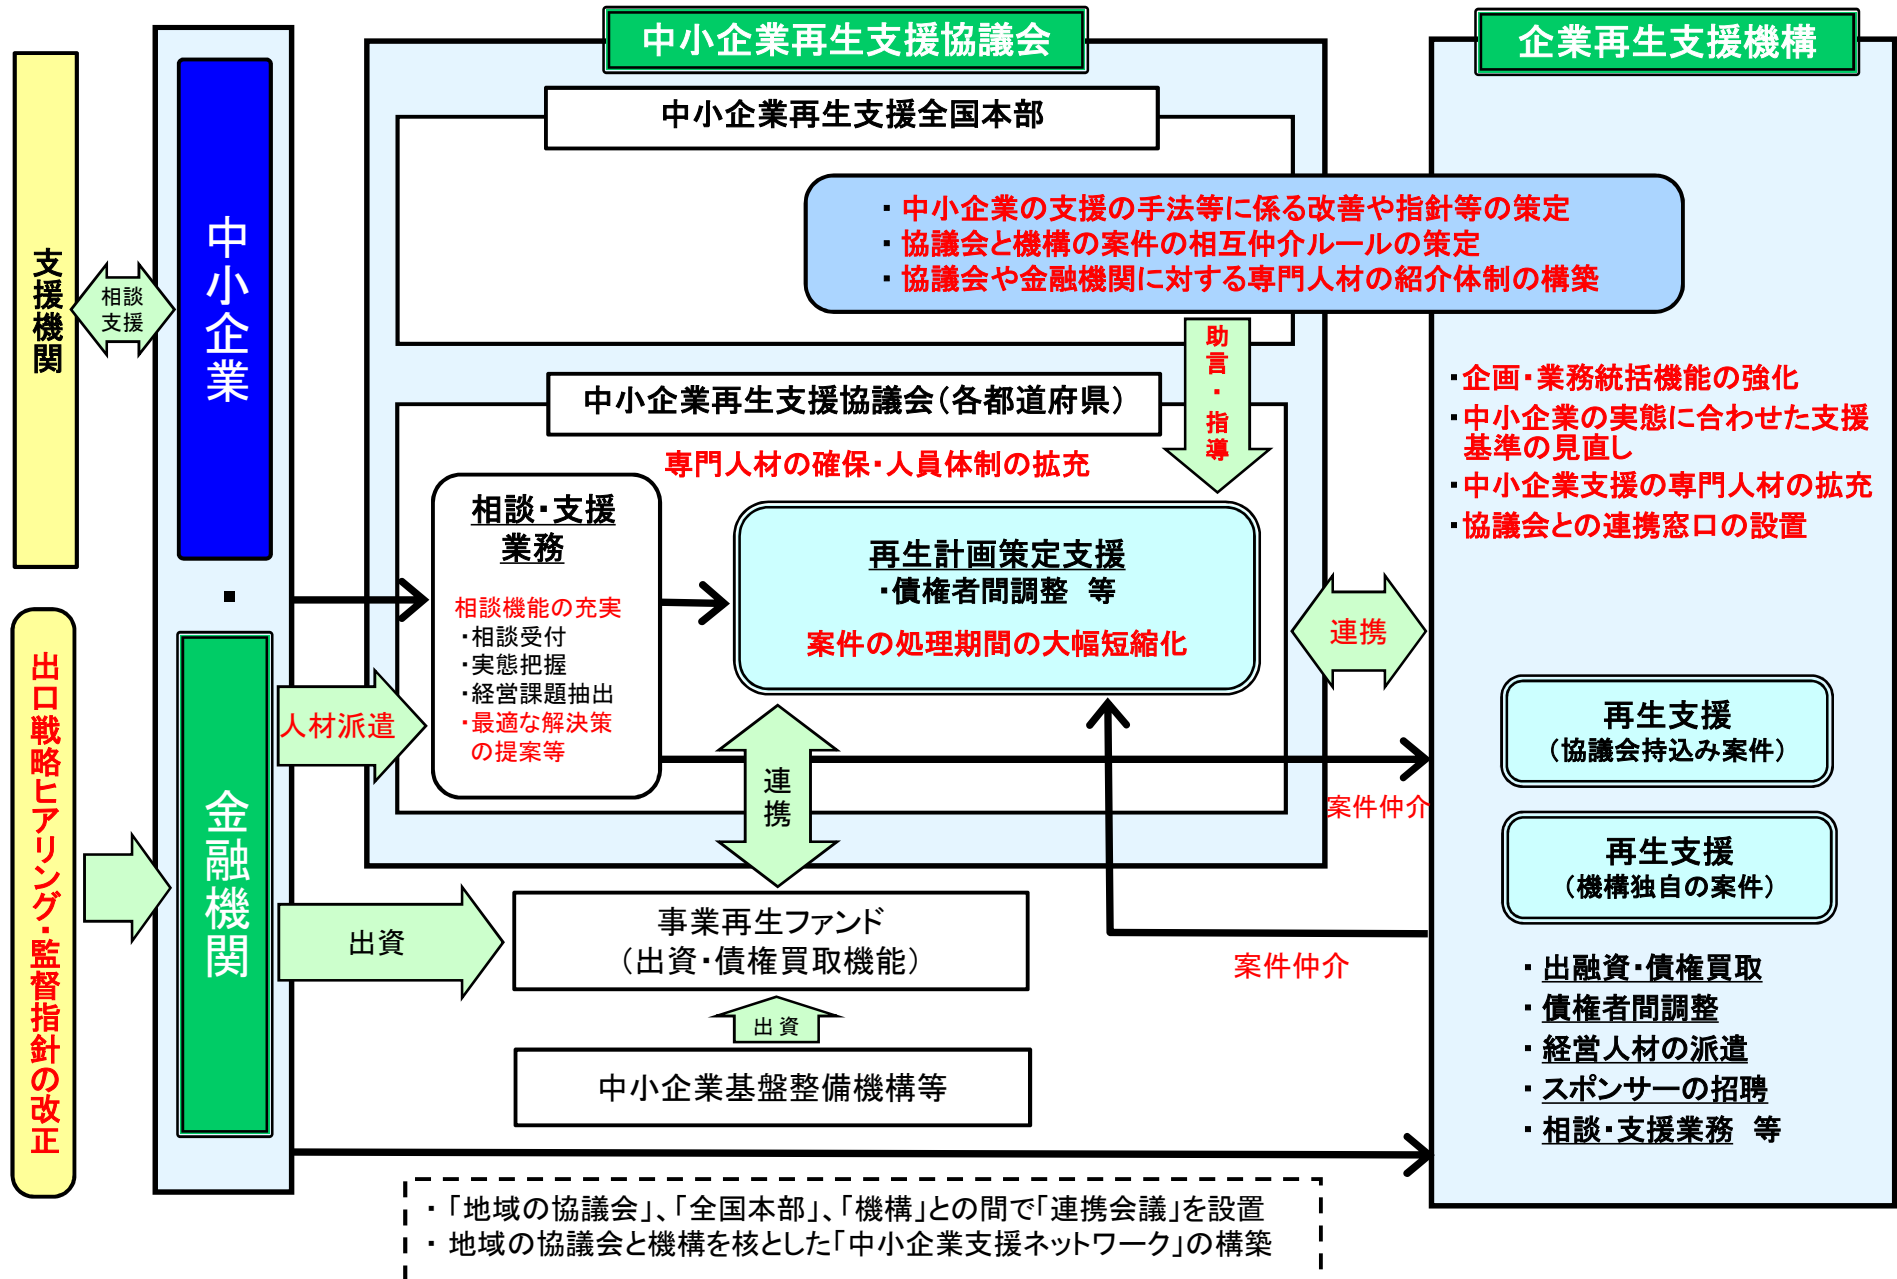 中小企業再生支援協議会
企業再生支援機構
中小企業再生支援全国本部
・中小企業の支援の手法等に係る改善や指針等の策定
・協議会と機構の案件の相互仲介ルールの策定
・協議会や金融機関に対する専門人材の紹介体制の構築
支援機関
相談
支援
中小企業
・
金融機関
出口戦略ヒアリング・監督指針の改正
助言・指導
中小企業再生支援協議会(各都道府県)
専門人材の確保・人員体制の拡充
相談・支援
業務
相談機能の充実
・相談受付
・実態把握
・経営課題抽出
・最適な解決策
の提案等
再生計画策定支援
・債権者間調整 等
案件の処理期間の大幅短縮化
人材派遣
連携
連携
案件仲介
案件仲介
出資
事業再生ファンド
(出資・債権買取機能)
出資
中小企業基盤整備機構等
・企画・業務統括機能の強化
・中小企業の実態に合わせた支援
基準の見直し
・中小企業支援の専門人材の拡充
・協議会との連携窓口の設置
再生支援
(協議会持込み案件)
再生支援
(機構独自の案件)
・出融資・債権買取
・債権者間調整
・経営人材の派遣
・スポンサーの招聘
・相談・支援業務 等
・「地域の協議会」、「全国本部」、「機構」との間で「連携会議」を設置
・地域の協議会と機構を核とした「中小企業支援ネットワーク」の構築